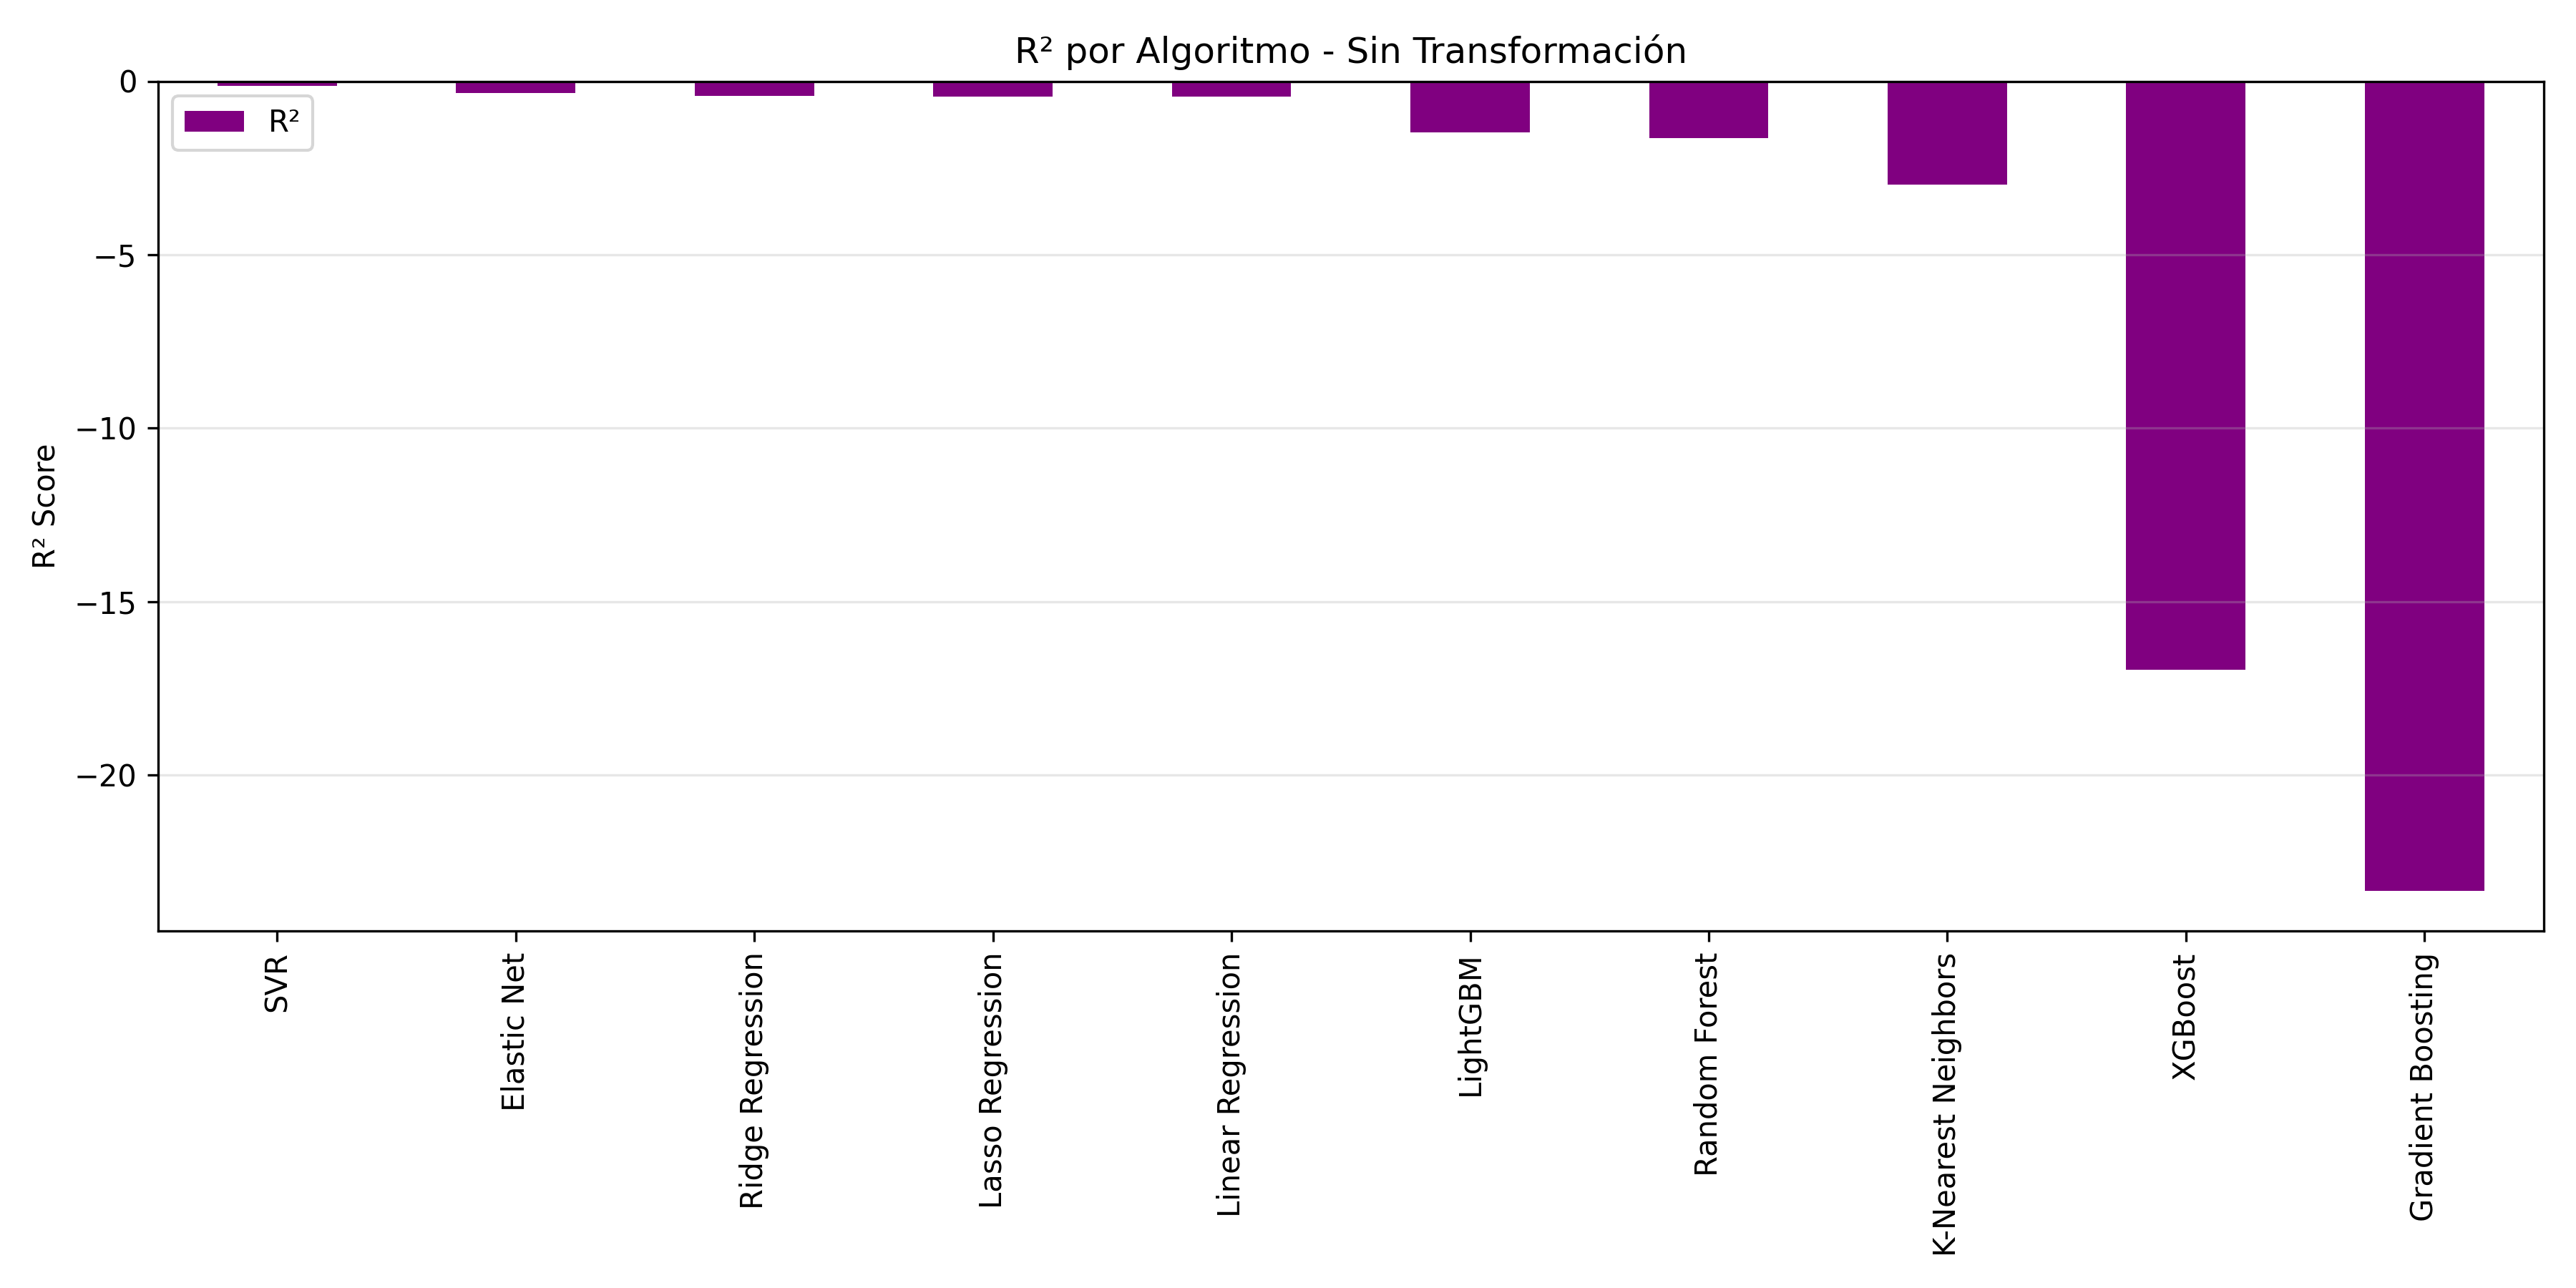 R² por Algoritmo - Sin Transformación
R²
R² Score
0
−5
−10
−15
−20
SVR
Elastic Net
Ridge Regression
Lasso Regression
Linear Regression
LightGBM
Random Forest
K-Nearest Neighbors
XGBoost
Gradient Boosting